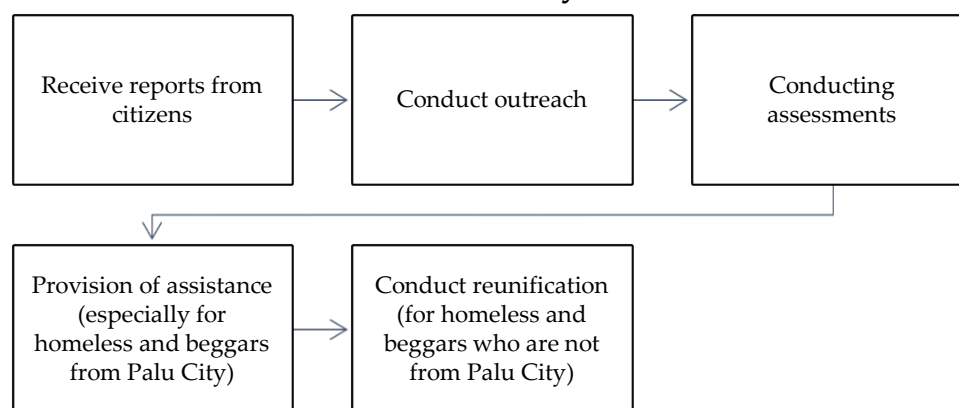 Receive reports from
citizens
Conduct outreach
Conducting
assessments
Provision of assistance
(especially for
homeless and beggars
from Palu City)
Conduct reunification
(for homeless and
beggars who are not
from Palu City)